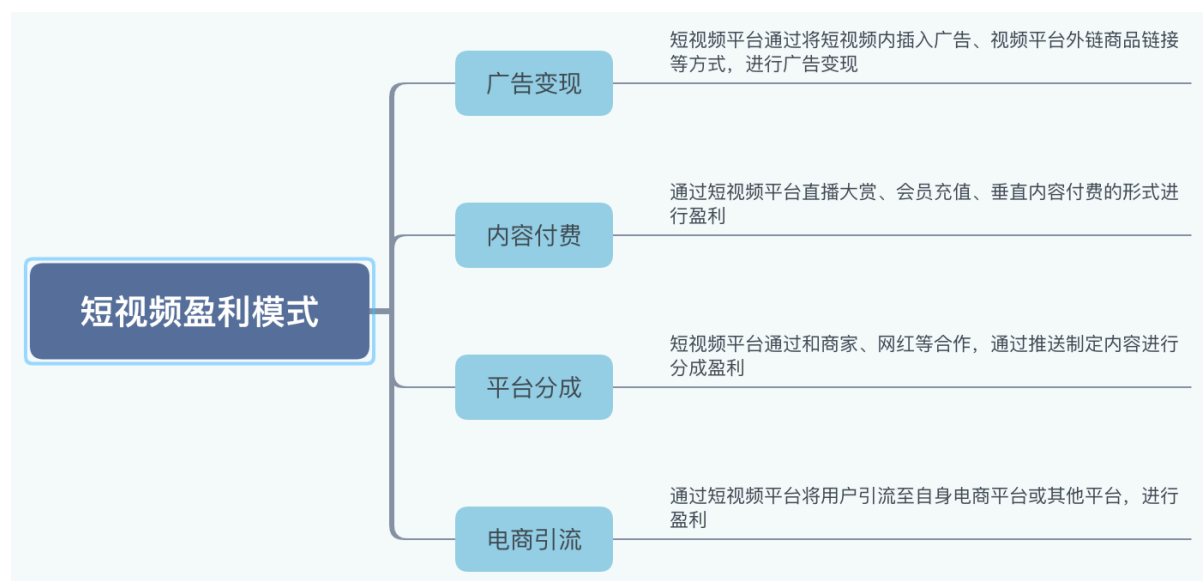 短视频盈利模式
广告变现
短视频平台通过将短视频内插入广告、视频平台外链商品链接
等方式，进行广告变现
内容付费
通过短视频平台直播大赏、会员充值、垂直内容付费的形式进
行盈利
平台分成
短视频平台通过和商家、网红等合作，通过推送制定内容进行
分成盈利
电商引流
通过短视频平台将用户引流至自身电商平台或其他平台，进行
盈利